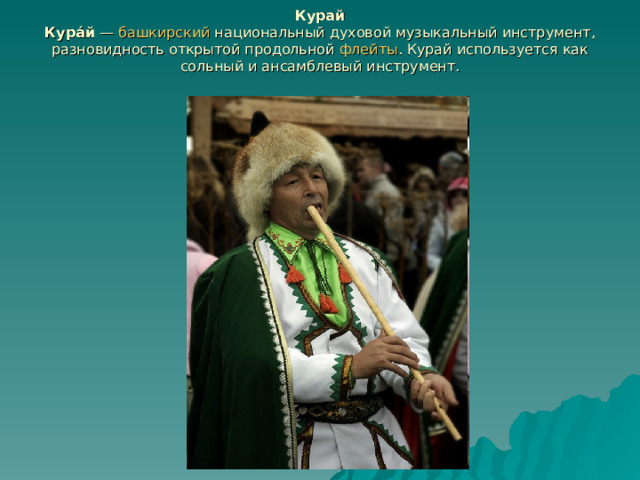 Курай
Кура́й — башкирский национальный духовой музыкальный инструмент,
разновидность открытой продольной флейты. Курай используется как
сольный и ансамблевый инструмент.